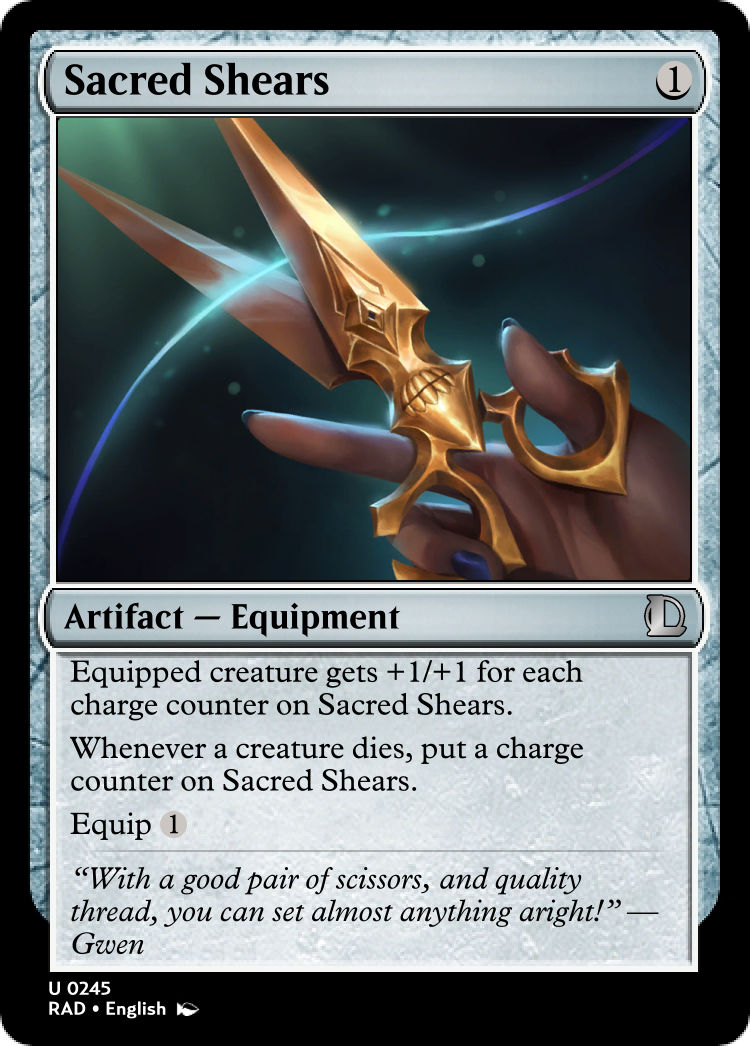 Sacred Shears 1
Artifact — Equipment
Equipped creature gets +1/+1 for each
charge counter on Sacred Shears.
Whenever a creature dies, put a charge
counter on Sacred Shears.
Equip 1
“With a good pair of scissors, and quality
thread, you can set almost anything aright!” —
Gwen
U 0245
RAD • English